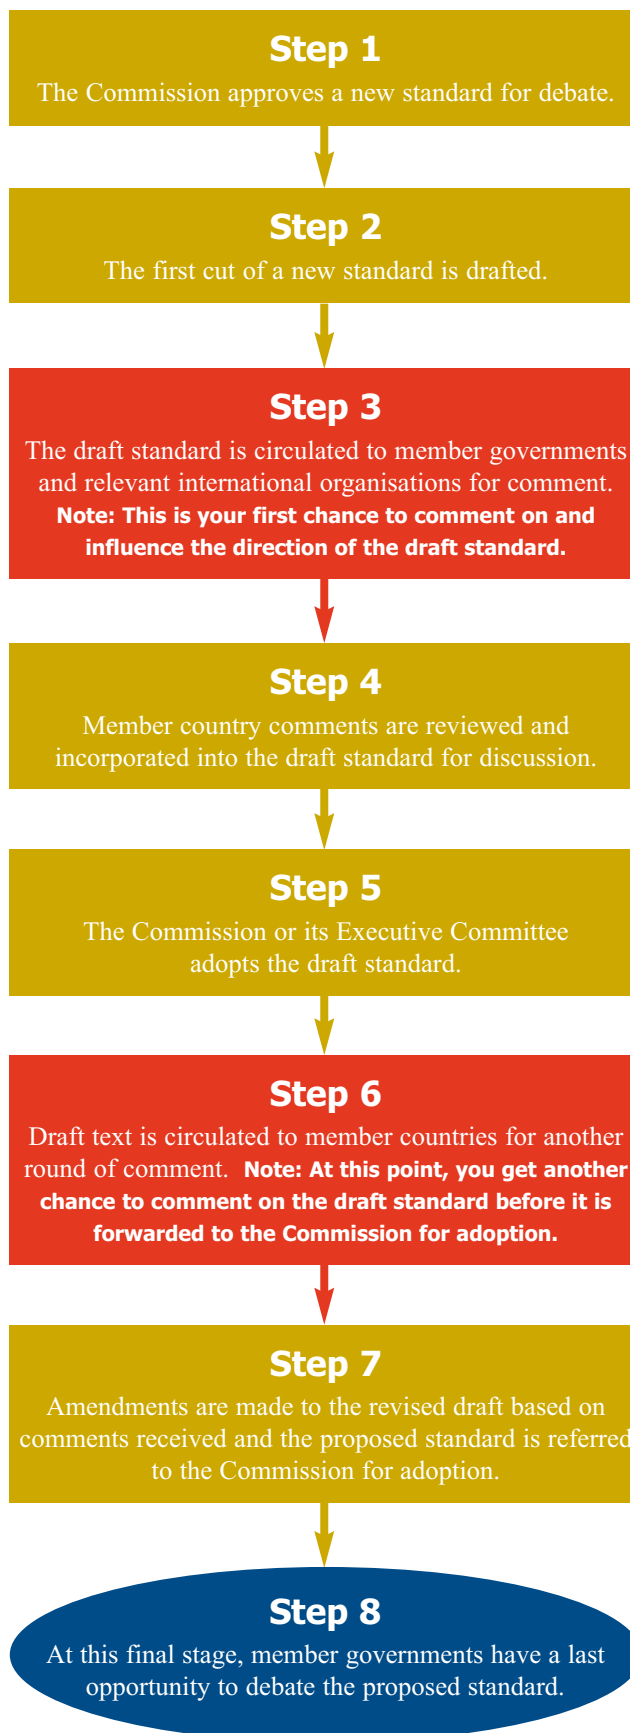 Step 1
The Commission approves a new standard for debate.
Step 2
The first cut of a new standard is drafted.
Step 3
The draft standard is circulated to member governments
and relevant international organisations for comment.
Note: This is your first chance to comment on and
influence the direction of the draft standard.
Step 4
Member country comments are reviewed and
incorporated into the draft standard for discussion.
Step 5
The Commission or its Executive Committee
adopts the draft standard.
Step 6
Draft text is circulated to member countries for another
round of comment. Note: At this point, you get another
chance to comment on the draft standard before it is
forwarded to the Commission for adoption.
Step 7
Amendments are made to the revised draft based on
comments received and the proposed standard is referred
to the Commission for adoption.
Step 8
At this final stage, member governments have a last
opportunity to debate the proposed standard.